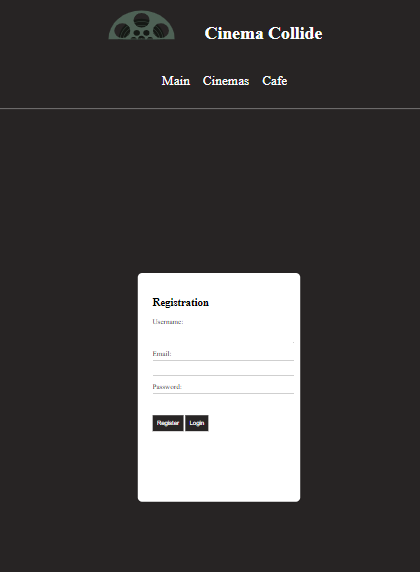 Cinema Collide
Main Cinemas Cafe
Registration
Username:
Email:
Password:
Register Login